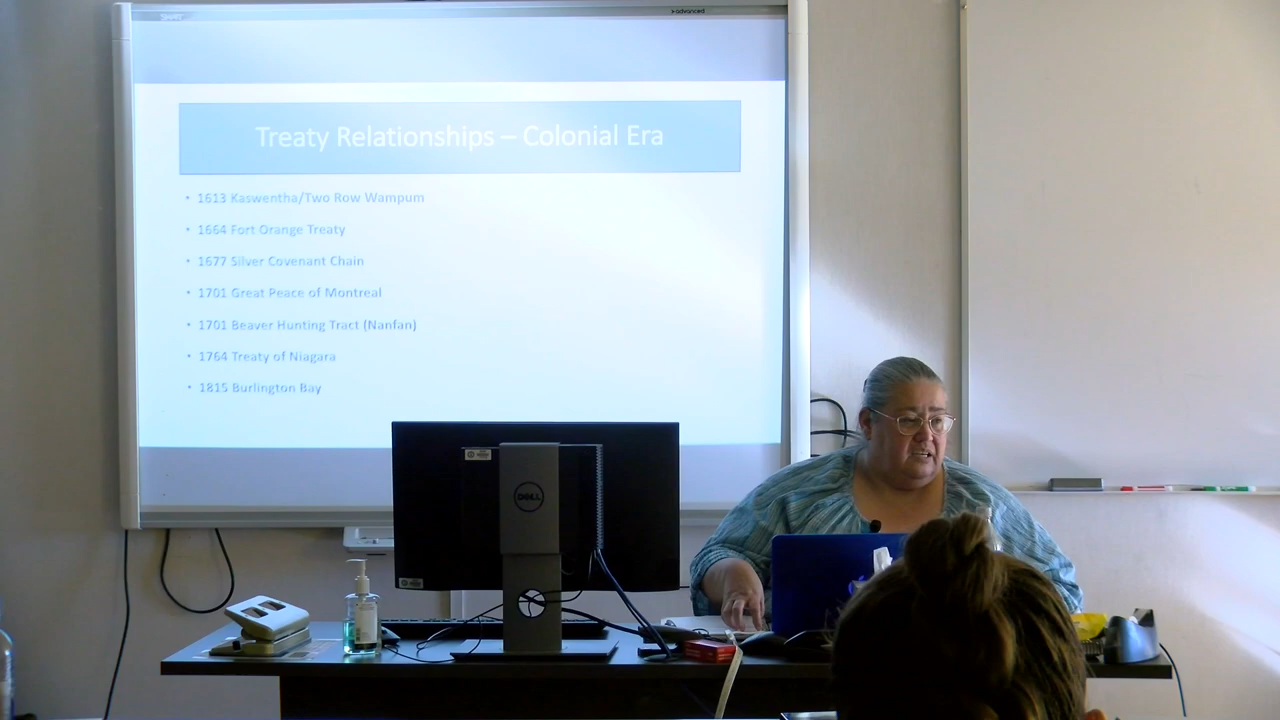 SMART
Treaty Relationships – Colonial Era
• 1613 Kaswentha/Two Row Wampum
• 1664 Fort Orange Treaty
• 1677 Silver Covenant Chain
• 1701 Great Peace of Montreal
• 1701 Beaver Hunting Tract (Nanfan)
• 1764 Treaty of Niagara
• 1815 Burlington Bay
DELL